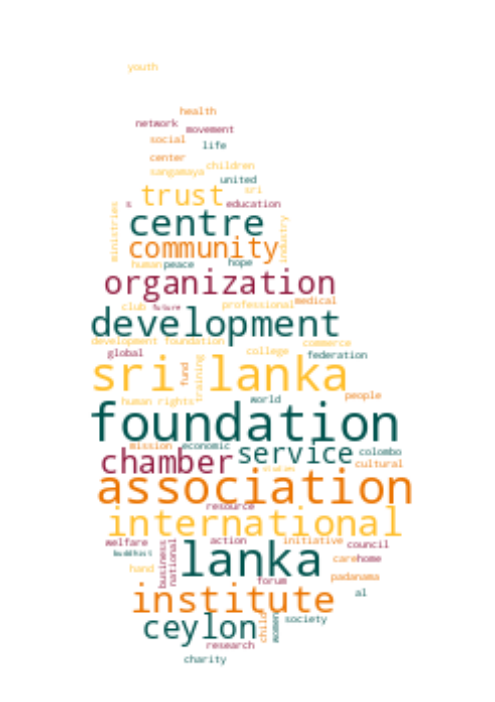 youth
health
network
movement
social
life
center
children
sangamaya
united
sri
trust
s
education
ministries
centre
industry
community
human
peace
hope
organization
medical
club
future
professional
development
development foundation
commerce
global
college
federation
sri lanka
fund
training
people
human rights
world
foundation
mission
economic
service
colombo
chamber
cultural
studies
association
resource
international
welfare
action
initiative
council
buddhist
business
national
lanka
care
home
hand
forum
padanama
institute
al
ceylon
child
women
society
research
charity